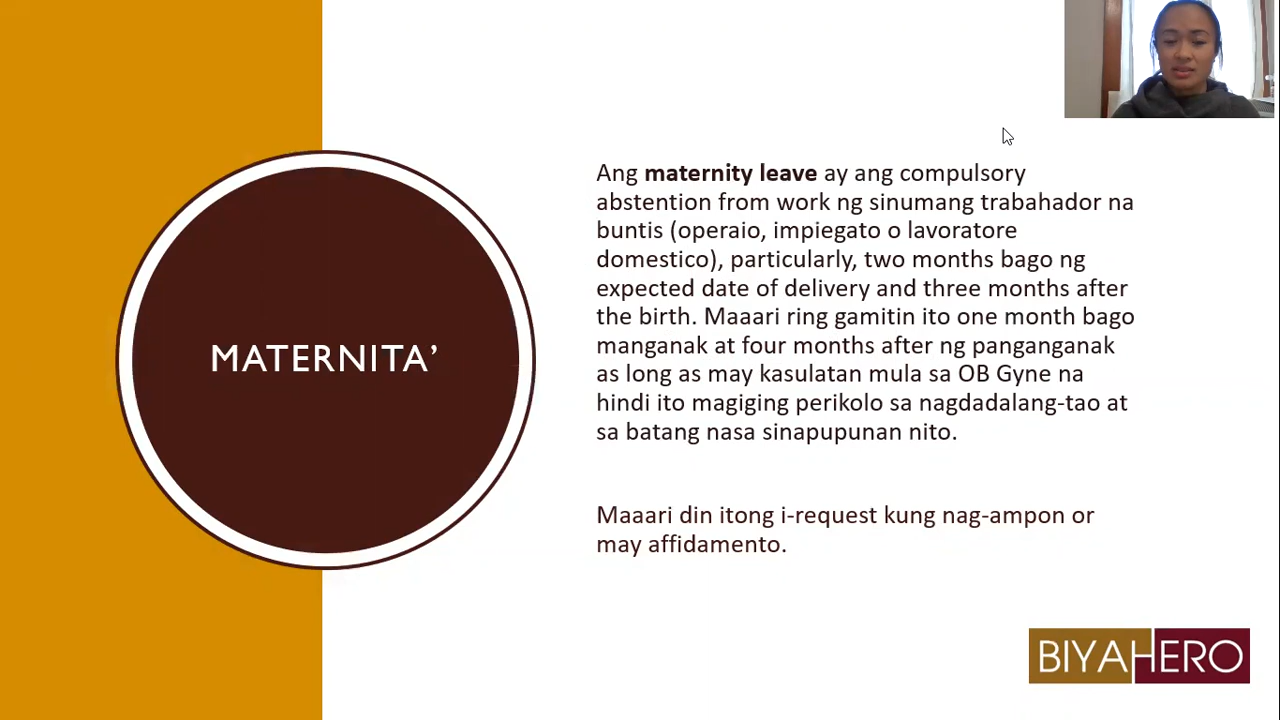 MATERNITA'
Ang maternity leave ay ang compulsory
abstention from work ng sinumang trabahador na
buntis (operaio, impiegato o lavoratore
domestico), particularly, two months bago ng
expected date of delivery and three months after
the birth. Maaari ring gamitin ito one month bago
manganak at four months after ng panganganak
as long as may kasulatan mula sa OB Gyne na
hindi ito magiging perikolo sa nagdadalang-tao at
sa batang nasa sinapupunan nito.
Maaari din itong i-request kung nag-ampon or
may affidamento.
BIYAHERO